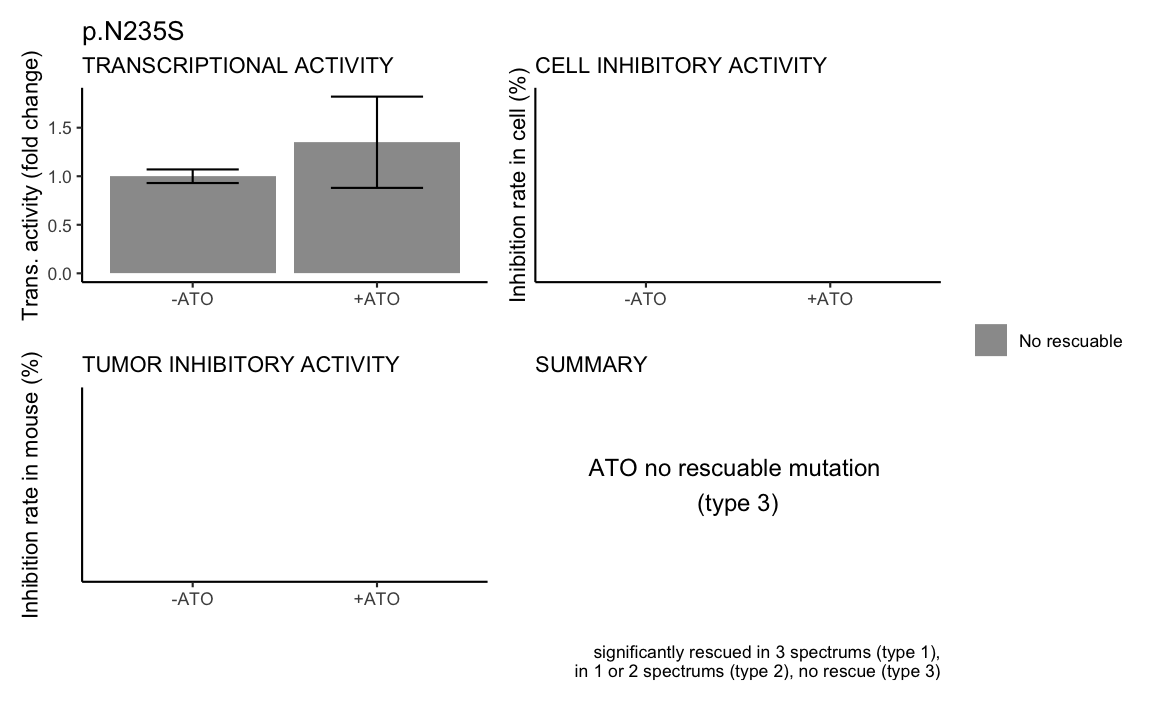 p.N235S
TRANSCRIPTIONAL ACTIVITY
Trans. activity (fold change)
1.5
1.0
0.5
0.0
-ATO
+ATO
CELL INHIBITORY ACTIVITY
Inhibition rate in cell (%)
-ATO
+ATO
No rescuable
TUMOR INHIBITORY ACTIVITY
Inhibition rate in mouse (%)
-ATO
+ATO
SUMMARY
ATO no rescuable mutation
(type 3)
significantly rescued in 3 spectrums (type 1),
in 1 or 2 spectrums (type 2), no rescue (type 3)